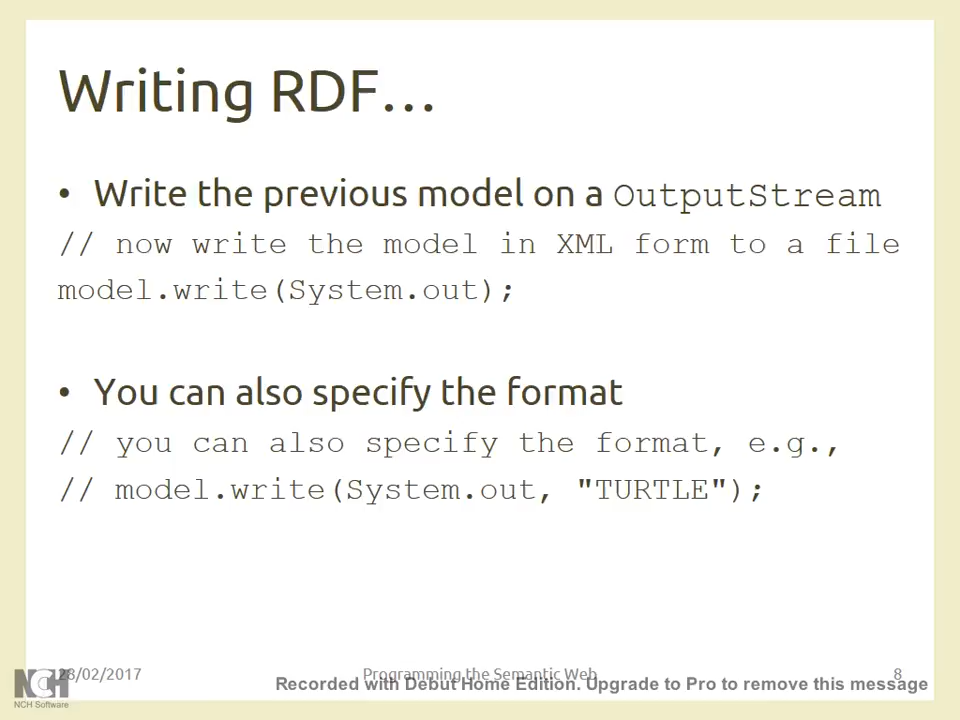 Writing RDF...
• Write the previous model on a OutputStream
// now write the model in XML form to a file
model.write(System.out);
• You can also specify the format
// you can also specify the format, e.g.,
// model.write(System.out, "TURTLE");
28/02/2017
Programming the Semantic Web
8
Recorded with Debut Home Edition. Upgrade to Pro to remove this message
NCH
NCH Software